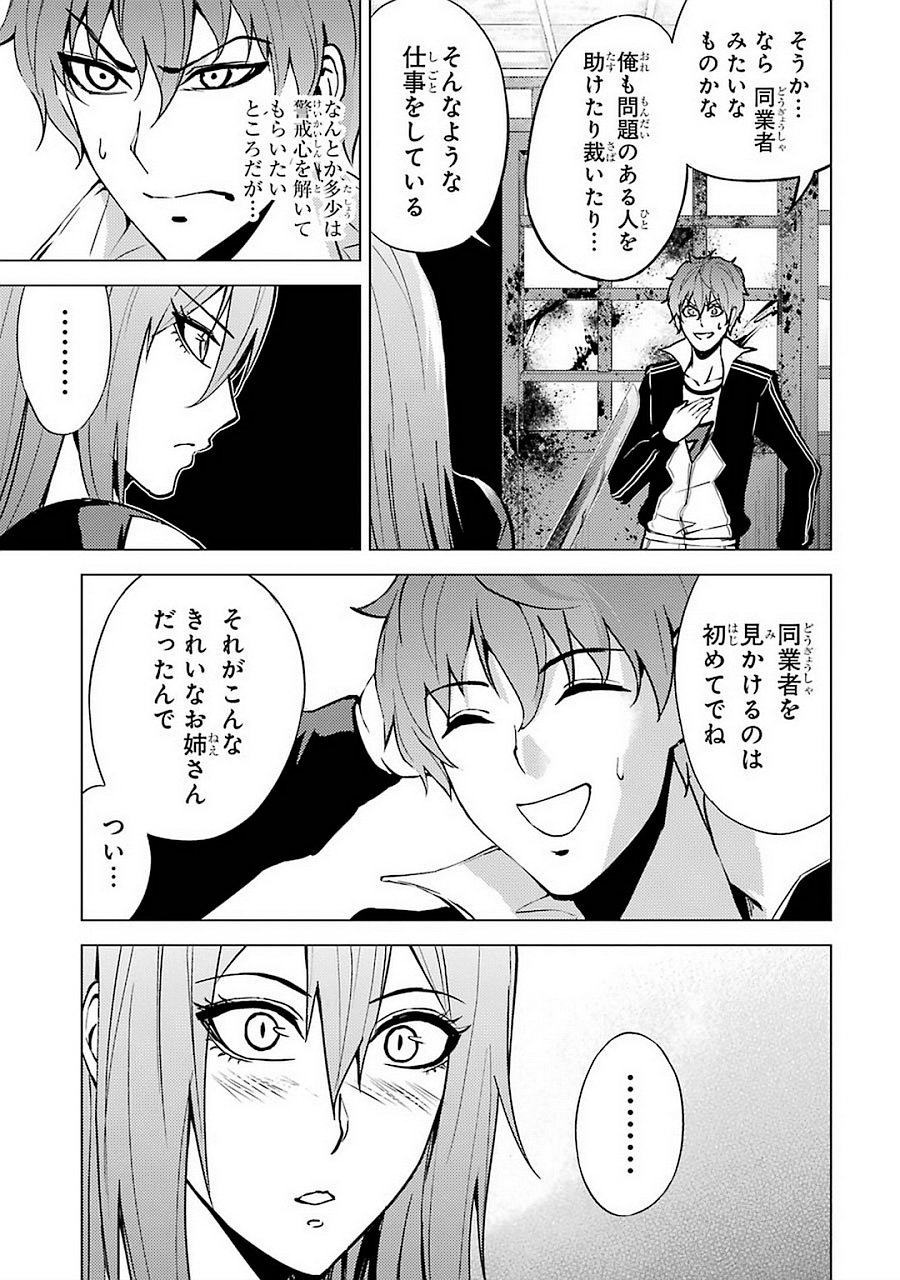 そうか…
なら 同業者
みたいな
ものかな
俺も問題のある人を
助けたり裁いたり…
そんなような
仕事をしている
なんとか多少は
警戒心を解いて
もらいたい
ところだが…
………
同業者を
見かけるのは
初めてでね
それがこんな
きれいなお姉さん
だったんで
つい…
………